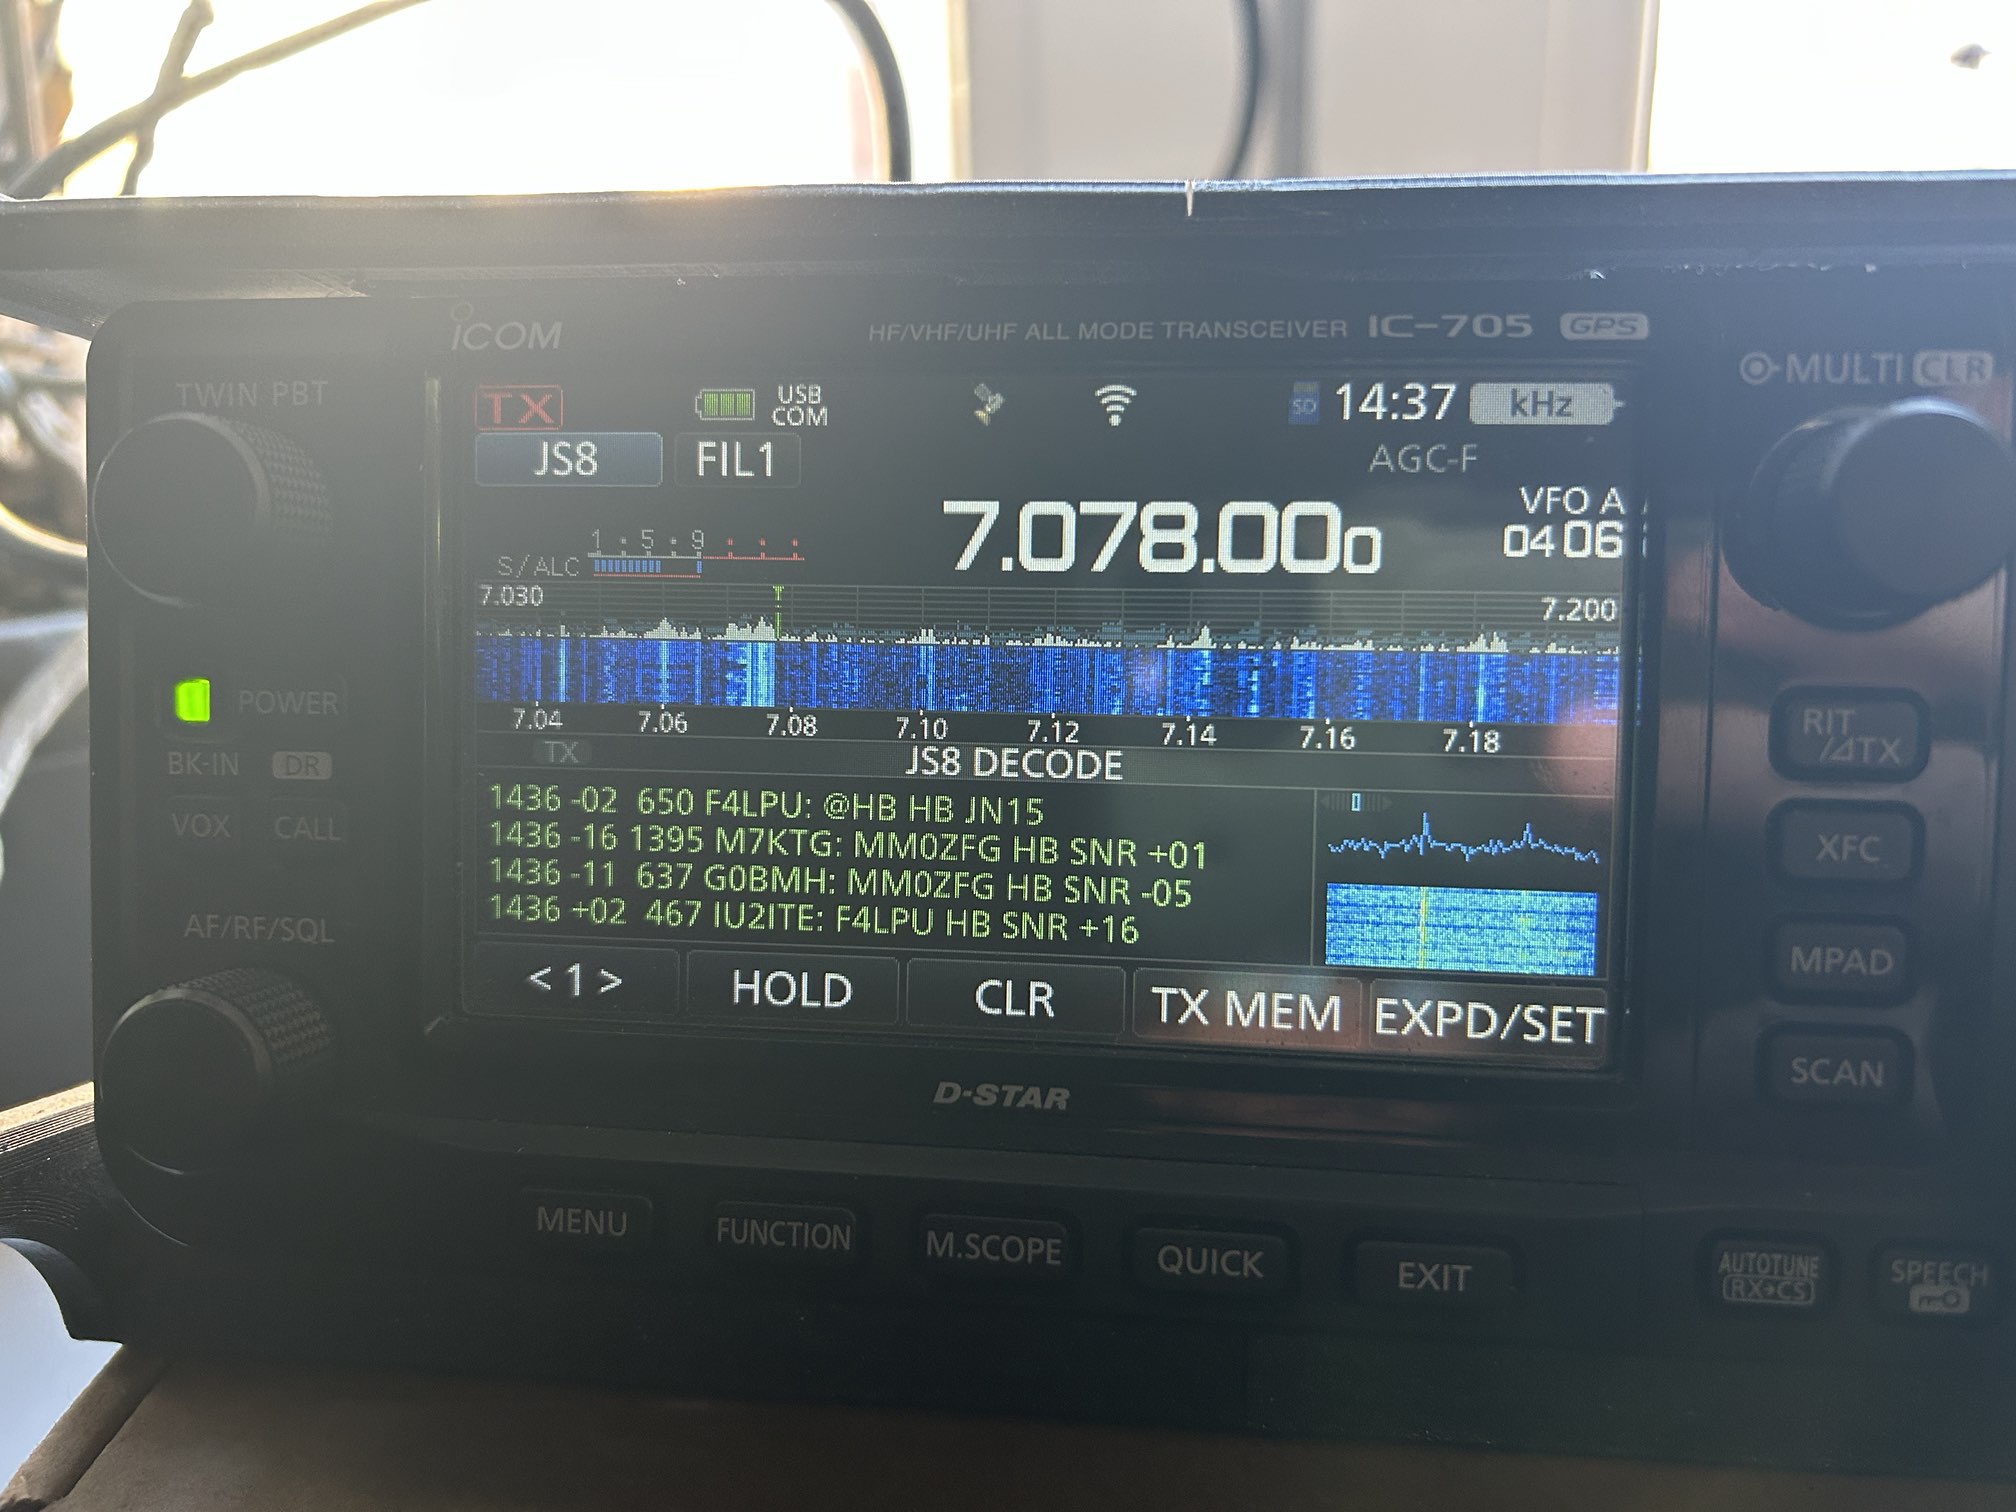 ICOM
HF/VHF/UHF ALL MODE TRANSCEIVER IC-705 GPS
TWIN PBT
MULTI CLR
TX
USB COM
SD
14:37
kHz
JS8
FIL1
AGC-F
7.078.000
VFO A
04 06
1 · 5 · 9
S/ALC
7.030
T
7.200
7.04 7.06 7.08 7.10 7.12 7.14 7.16 7.18
TX
JS8 DECODE
1436 -02 650 F4LPU: @HB HB JN15
1436 -16 1395 M7KTG: MM0ZFG HB SNR +01
1436 -11 637 G0BMH: MM0ZFG HB SNR -05
1436 +02 467 IU2ITE: F4LPU HB SNR +16
< 1 >
HOLD
CLR
TX MEM
EXPD/SET
D-STAR
POWER
BK-IN DR
VOX CALL
AF/RF/SQL
RIT
/⊿TX
XFC
MPAD
SCAN
MENU
FUNCTION
M.SCOPE
QUICK
EXIT
AUTOTUNE
RX→CS
SPEECH